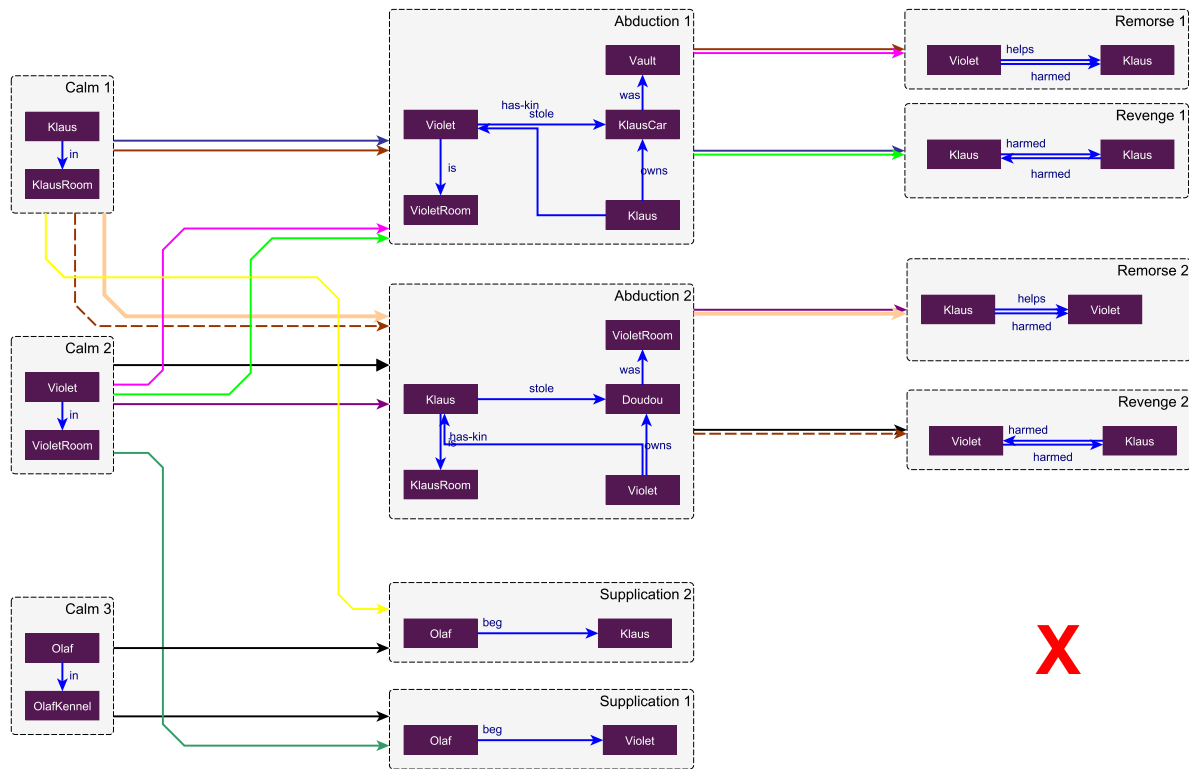 Calm 1
Klaus
in
KlausRoom
Calm 2
Violet
in
VioletRoom
Calm 3
Olaf
in
OlafKennel
Abduction 1
Vault
was
has-kin
stole
Violet
KlausCar
is
owns
VioletRoom
Klaus
Abduction 2
VioletRoom
was
Klaus
stole
Doudou
has-kin
is
owns
KlausRoom
Violet
Supplication 2
beg
Olaf
Klaus
Supplication 1
beg
Olaf
Violet
Remorse 1
helps
Violet
Klaus
harmed
Revenge 1
harmed
Klaus
Klaus
harmed
Remorse 2
helps
Klaus
Violet
harmed
Revenge 2
harmed
Violet
Klaus
harmed
X